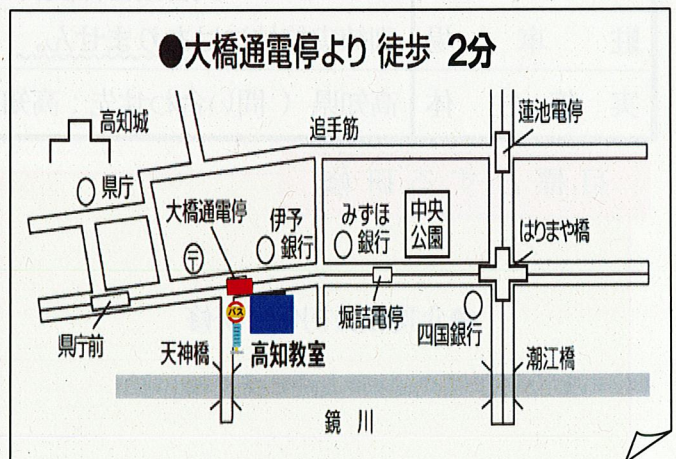 ●大橋通電停より 徒歩 2分
高知城
追手筋
蓮池電停
県庁
大橋通電停
伊予
銀行
みずほ
銀行
中央
公園
はりまや橋
〒
バス
県庁前
天神橋
高知教室
堀詰電停
四国銀行
潮江橋
鏡川